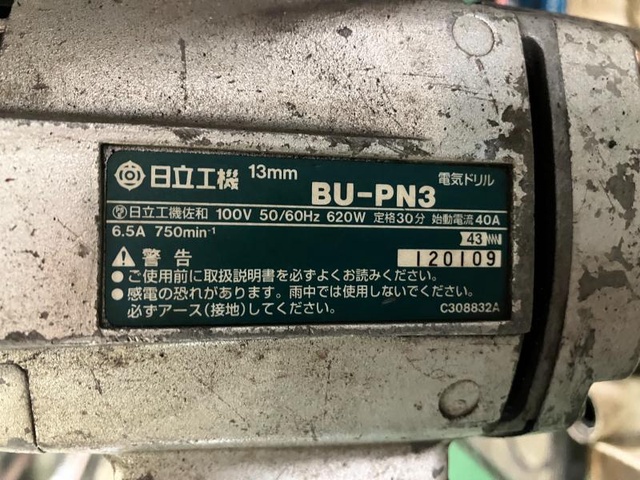 日立工機 13mm BU-PN3 電気ドリル
日立工機佐和 100V 50/60Hz 620W 定格30分 始動電流40A
6.5A 750min⁻¹ 43
警告 120109
●ご使用前に取扱説明書を必ずよくお読みください。
●感電の恐れがあります。雨中では使用しないでください。
必ずアース(接地)してください。 C308832A